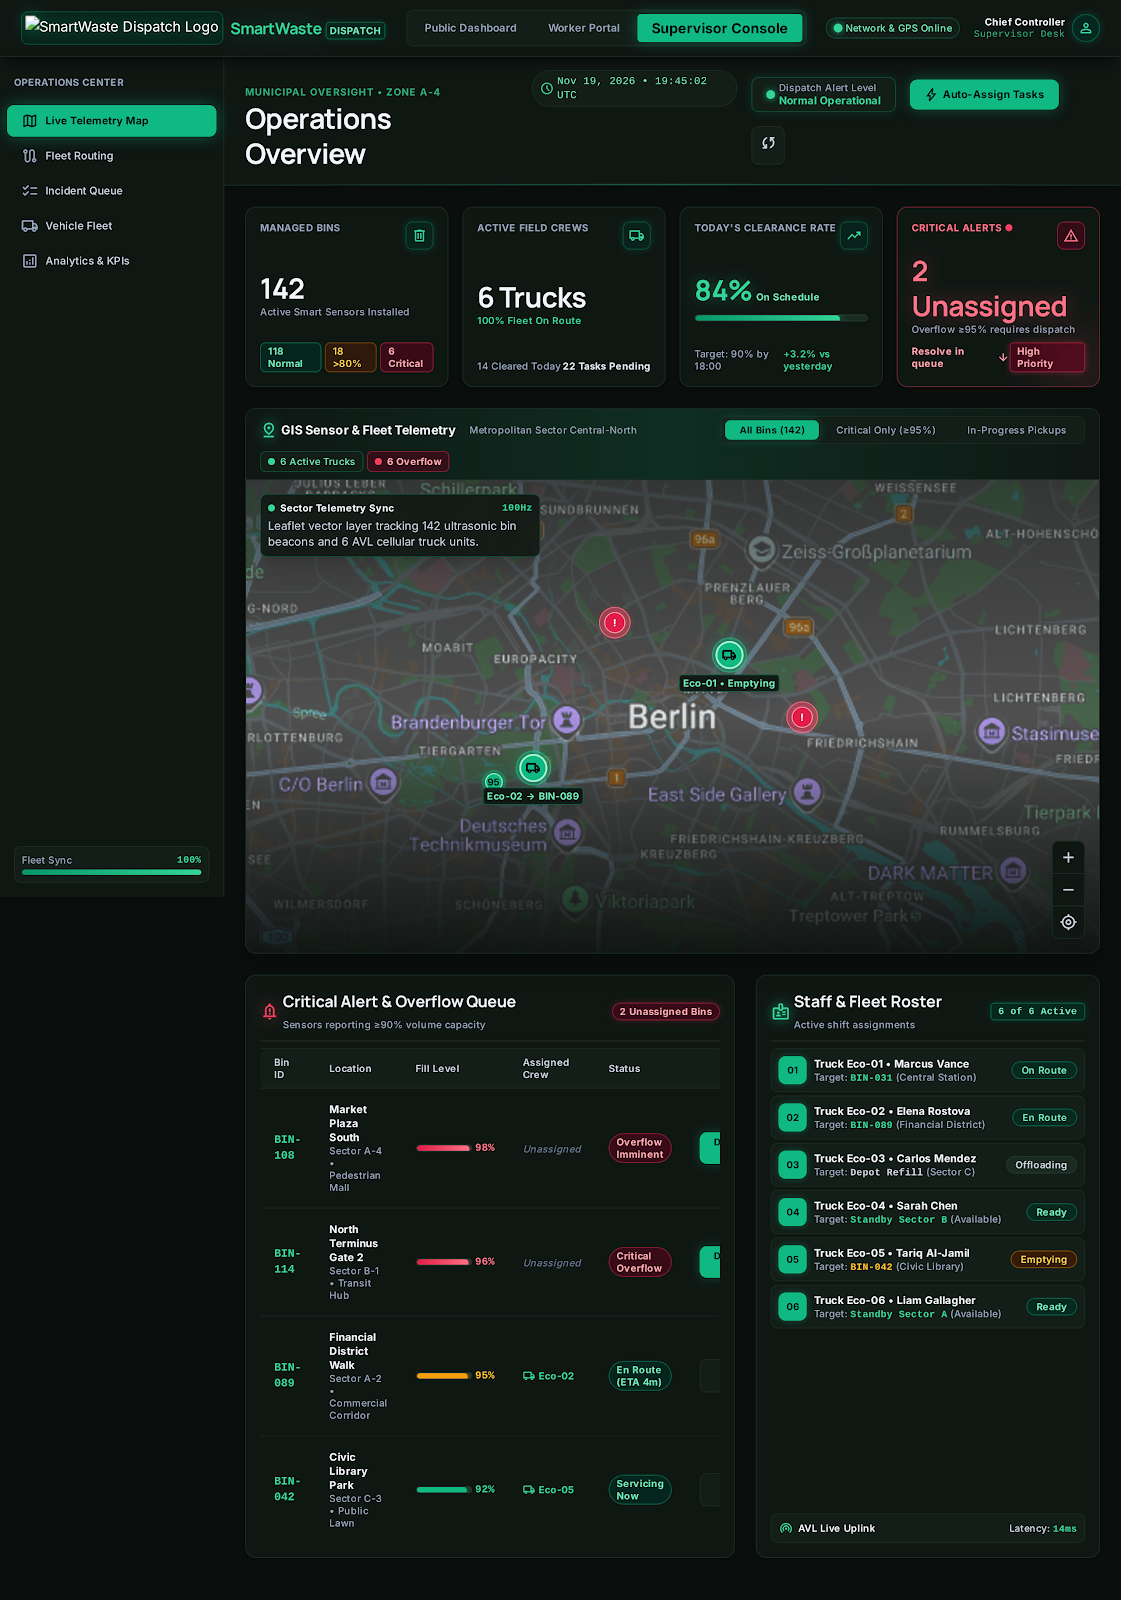 SmartWaste Dispatch Logo
SmartWaste DISPATCH
Public Dashboard
Worker Portal
Supervisor Console
Network & GPS Online
Chief Controller
Supervisor Desk
OPERATIONS CENTER
Live Telemetry Map
Fleet Routing
Incident Queue
Vehicle Fleet
Analytics & KPIs
Fleet Sync 100%
MUNICIPAL OVERSIGHT • ZONE A-4
Operations
Overview
Nov 19, 2026 • 19:45:02
UTC
Dispatch Alert Level
Normal Operational
Auto-Assign Tasks
MANAGED BINS
142
Active Smart Sensors Installed
118
Normal
18
>80%
6
Critical
ACTIVE FIELD CREWS
6 Trucks
100% Fleet On Route
14 Cleared Today 22 Tasks Pending
TODAY'S CLEARANCE RATE
84% On Schedule
Target: 90% by
18:00
+3.2% vs
yesterday
CRITICAL ALERTS
2
Unassigned
Overflow ≥95% requires dispatch
Resolve in
queue
High
Priority
GIS Sensor & Fleet Telemetry
Metropolitan Sector Central-North
All Bins (142)
Critical Only (≥95%)
In-Progress Pickups
6 Active Trucks
6 Overflow
Sector Telemetry Sync 100Hz
Leaflet vector layer tracking 142 ultrasonic bin
beacons and 6 AVL cellular truck units.
JULIUS LEBER
Schillerpark
SUNDBRUNNEN
WEISSENSEE
2
96a
ALT-HOHENSCHÖ
Zeiss-Großplanetarium
de
PRENZLAUER
BERG
G-NORD
!
96a
LICHTENBERG
MOABIT
EUROPACITY
Eco-01 • Emptying
LICHTENBERG
Spree
Brandenburger Tor
Berlin
!
RLOTTENBURG
TIERGARTEN
FRIEDRICHSHAIN
Stasimuse
FRIEDF
95
Eco-02 → BIN-089
1
C/O Berlin
East Side Gallery
EN
Tierpark
Deutsches
Technikmuseum
RUMMELSBURG
FRIEDRICHSHAIN-KREUZBERG
KREUZBERG
SEE
DARK MATTER
WILMERSDORF
SCHÖNEBERG
Viktoriapark
ALT-TREPTOW
Treptower Park
100
+
−
Critical Alert & Overflow Queue
Sensors reporting ≥90% volume capacity
2 Unassigned Bins
Bin
ID
Location
Fill Level
Assigned
Crew
Status
BIN-
108
Market
Plaza
South
Sector A-4
•
Pedestrian
Mall
98%
Unassigned
Overflow
Imminent
D
BIN-
114
North
Terminus
Gate 2
Sector B-1
• Transit
Hub
96%
Unassigned
Critical
Overflow
D
BIN-
089
Financial
District
Walk
Sector A-2
•
Commercial
Corridor
95%
Eco-02
En Route
(ETA 4m)
BIN-
042
Civic
Library
Park
Sector C-3
• Public
Lawn
92%
Eco-05
Servicing
Now
Staff & Fleet Roster
Active shift assignments
6 of 6 Active
01
Truck Eco-01 • Marcus Vance
Target: BIN-031 (Central Station)
On Route
02
Truck Eco-02 • Elena Rostova
Target: BIN-089 (Financial District)
En Route
03
Truck Eco-03 • Carlos Mendez
Target: Depot Refill (Sector C)
Offloading
04
Truck Eco-04 • Sarah Chen
Target: Standby Sector B (Available)
Ready
05
Truck Eco-05 • Tariq Al-Jamil
Target: BIN-042 (Civic Library)
Emptying
06
Truck Eco-06 • Liam Gallagher
Target: Standby Sector A (Available)
Ready
AVL Live Uplink
Latency: 14ms